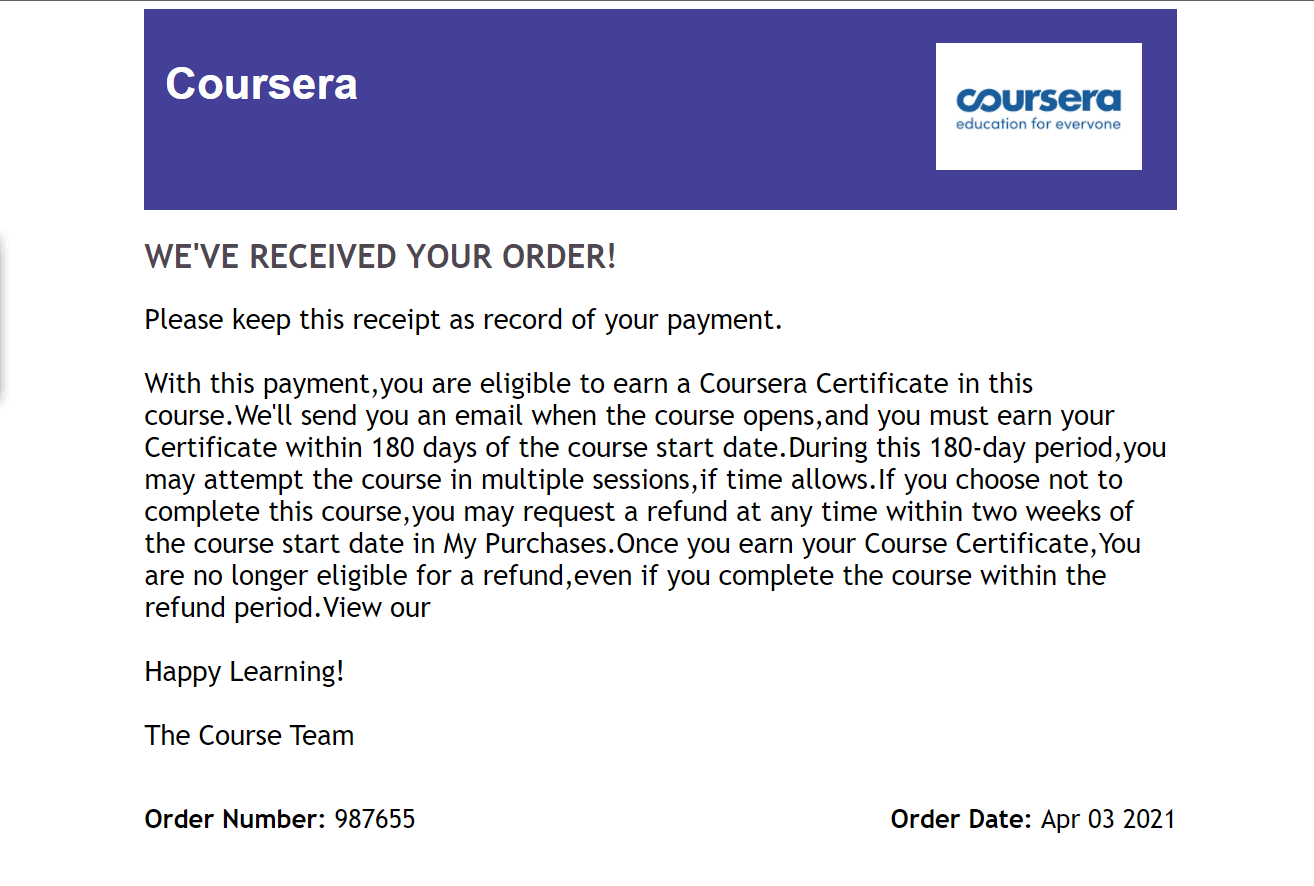 Coursera
coursera
education for everyone
WE'VE RECEIVED YOUR ORDER!
Please keep this receipt as record of your payment.
With this payment,you are eligible to earn a Coursera Certificate in this
course.We'll send you an email when the course opens,and you must earn your
Certificate within 180 days of the course start date.During this 180-day period,you
may attempt the course in multiple sessions,if time allows.If you choose not to
complete this course,you may request a refund at any time within two weeks of
the course start date in My Purchases.Once you earn your Course Certificate,You
are no longer eligible for a refund,even if you complete the course within the
refund period.View our
Happy Learning!
The Course Team
Order Number: 987655 Order Date: Apr 03 2021